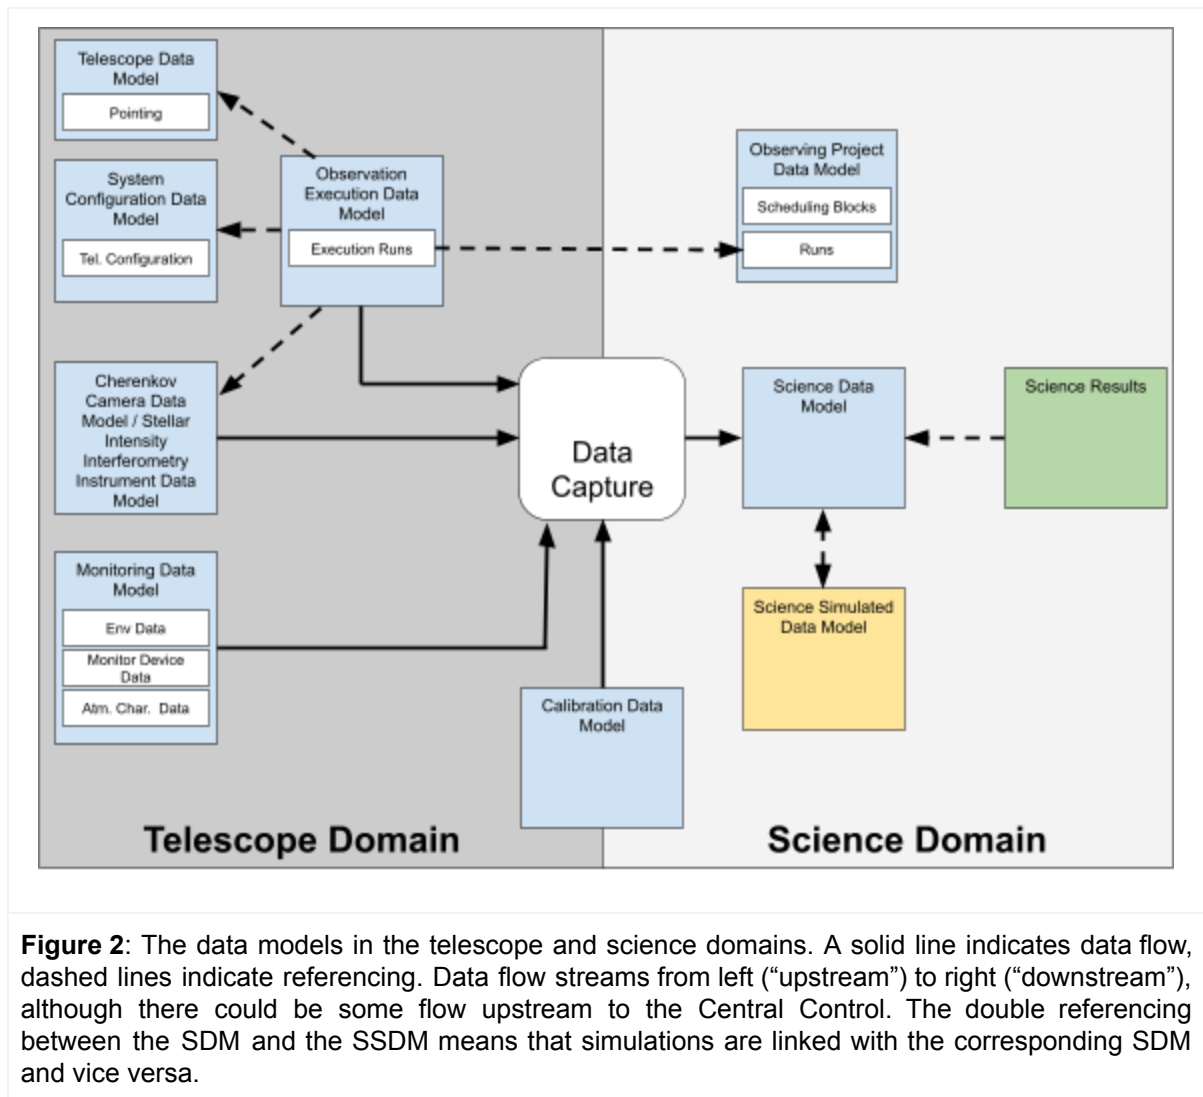 Telescope Data
Model
Pointing
System
Configuration Data
Model
Tel. Configuration
Observation
Execution Data
Model
Execution Runs
Observing Project
Data Model
Scheduling Blocks
Runs
Cherenkov
Camera Data
Model / Stellar
Intensity
Interferometry
Instrument Data
Model
Data
Capture
Science Data
Model
Science Results
Monitoring Data
Model
Env Data
Monitor Device
Data
Atm. Char. Data
Calibration Data
Model
Science Simulated
Data Model
Telescope Domain
Science Domain
Figure 2: The data models in the telescope and science domains. A solid line indicates data flow,
dashed lines indicate referencing. Data flow streams from left (“upstream”) to right (“downstream”),
although there could be some flow upstream to the Central Control. The double referencing
between the SDM and the SSDM means that simulations are linked with the corresponding SDM
and vice versa.